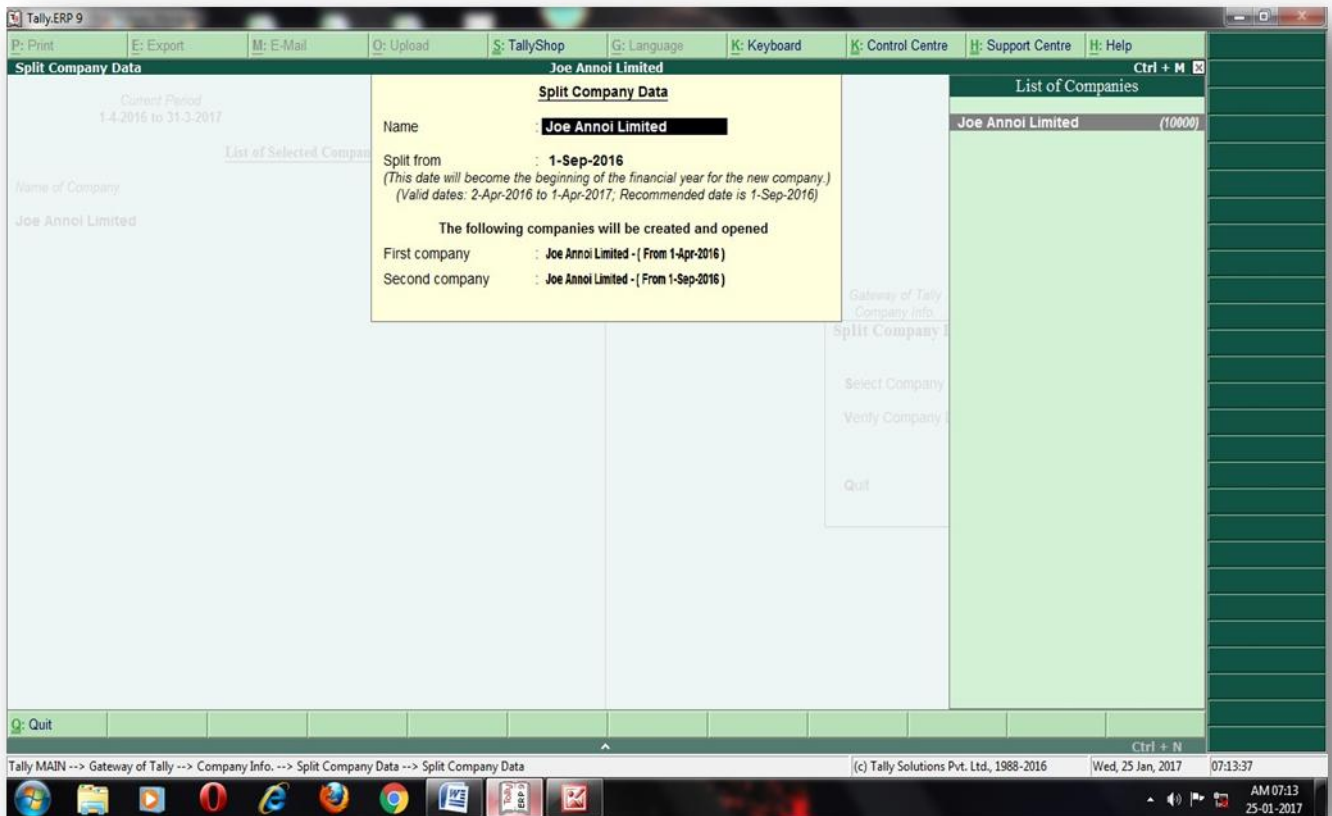 Tally.ERP 9
P: Print E: Export M: E-Mail O: Upload S: TallyShop G: Language K: Keyboard K: Control Centre H: Support Centre H: Help
Split Company Data Joe Annoi Limited Ctrl + M
Current Period
1-4-2016 to 31-3-2017
List of Selected Compan
Name of Company
Joe Annoi Limited
Split Company Data
Name : Joe Annoi Limited
Split from : 1-Sep-2016
(This date will become the beginning of the financial year for the new company.)
(Valid dates: 2-Apr-2016 to 1-Apr-2017; Recommended date is 1-Sep-2016)
The following companies will be created and opened
First company : Joe Annoi Limited - ( From 1-Apr-2016 )
Second company : Joe Annoi Limited - ( From 1-Sep-2016 )
Gateway of Tally
Company Info.
Split Company
Select Company
Verify Company
Quit
List of Companies
Joe Annoi Limited (10000)
Q: Quit
Ctrl + N
Tally MAIN --> Gateway of Tally --> Company Info. --> Split Company Data --> Split Company Data (c) Tally Solutions Pvt. Ltd., 1988-2016 Wed, 25 Jan, 2017 07:13:37
Tally ERP 9
AM 07:13
25-01-2017